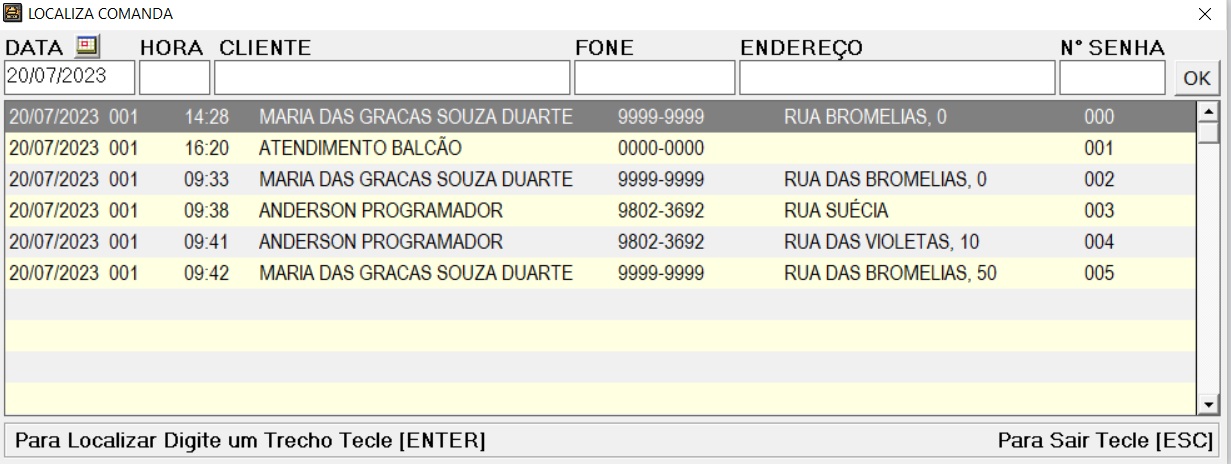 LOCALIZA COMANDA
DATA HORA CLIENTE FONE ENDEREÇO N° SENHA
20/07/2023 OK
20/07/2023 001 14:28 MARIA DAS GRACAS SOUZA DUARTE 9999-9999 RUA BROMELIAS, 0 000
20/07/2023 001 16:20 ATENDIMENTO BALCÃO 0000-0000 001
20/07/2023 001 09:33 MARIA DAS GRACAS SOUZA DUARTE 9999-9999 RUA DAS BROMELIAS, 0 002
20/07/2023 001 09:38 ANDERSON PROGRAMADOR 9802-3692 RUA SUÉCIA 003
20/07/2023 001 09:41 ANDERSON PROGRAMADOR 9802-3692 RUA DAS VIOLETAS, 10 004
20/07/2023 001 09:42 MARIA DAS GRACAS SOUZA DUARTE 9999-9999 RUA DAS BROMELIAS, 50 005
Para Localizar Digite um Trecho Tecle [ENTER] Para Sair Tecle [ESC]